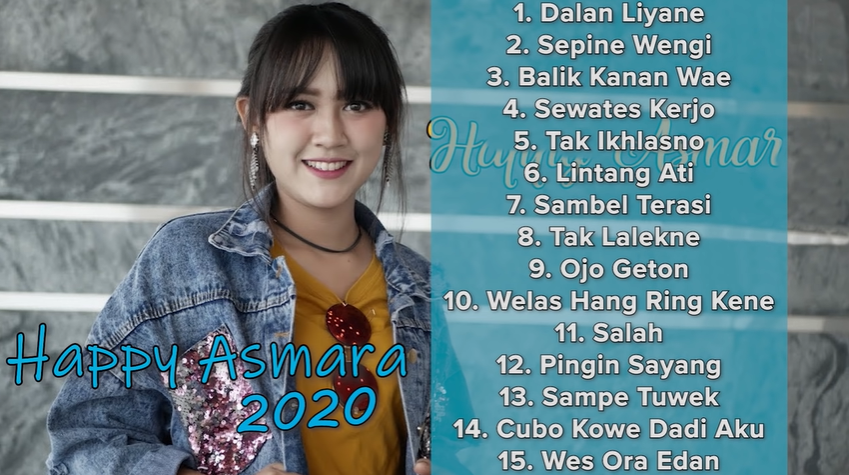 Happy Asmara
2020
Happy Asmar
1. Dalan Liyane
2. Sepine Wengi
3. Balik Kanan Wae
4. Sewates Kerjo
5. Tak Ikhlasno
6. Lintang Ati
7. Sambel Terasi
8. Tak Lalekne
9. Ojo Geton
10. Welas Hang Ring Kene
11. Salah
12. Pingin Sayang
13. Sampe Tuwek
14. Cubo Kowe Dadi Aku
15. Wes Ora Edan